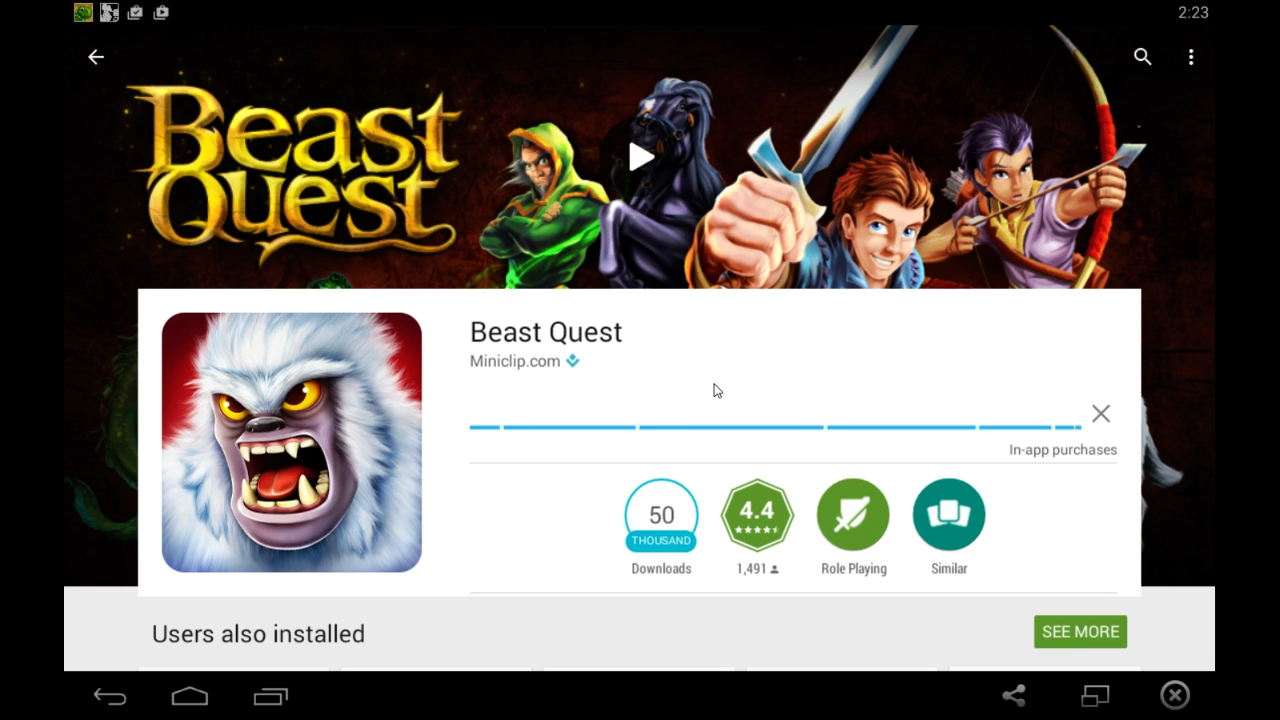 2:23
Beast
Quest
Beast Quest
Miniclip.com
In-app purchases
50
THOUSAND
Downloads
4.4
1,491
Role Playing
Similar
Users also installed
SEE MORE